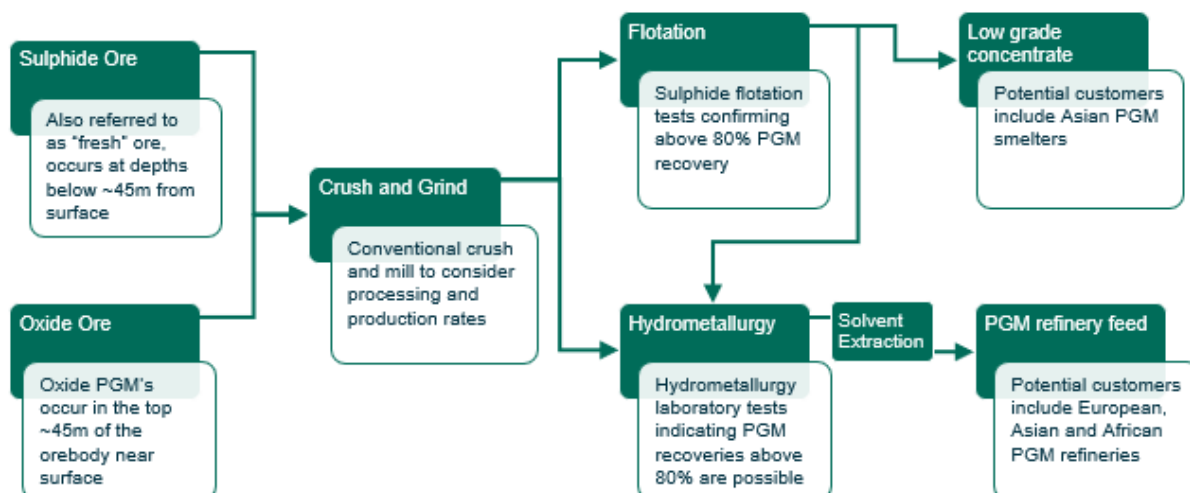 Sulphide Ore
Also referred to
as “fresh” ore,
occurs at depths
below ~45m from
surface
Oxide Ore
Oxide PGM's
occur in the top
~45m of the
orebody near
surface
Crush and Grind
Conventional crush
and mill to consider
processing and
production rates
Flotation
Sulphide flotation
tests confirming
above 80% PGM
recovery
Low grade
concentrate
Potential customers
include Asian PGM
smelters
Hydrometallurgy
Hydrometallurgy
laboratory tests
indicating PGM
recoveries above
80% are possible
Solvent
Extraction
PGM refinery feed
Potential customers
include European,
Asian and African
PGM refineries